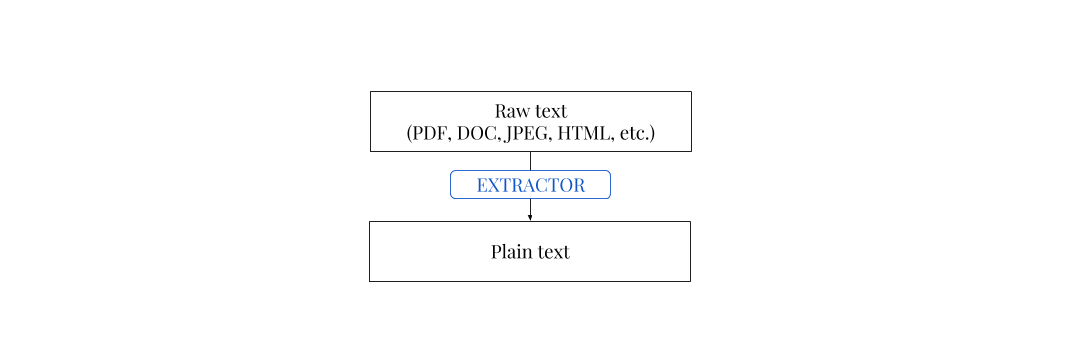 Raw text
(PDF, DOC, JPEG, HTML, etc.)
EXTRACTOR
Plain text